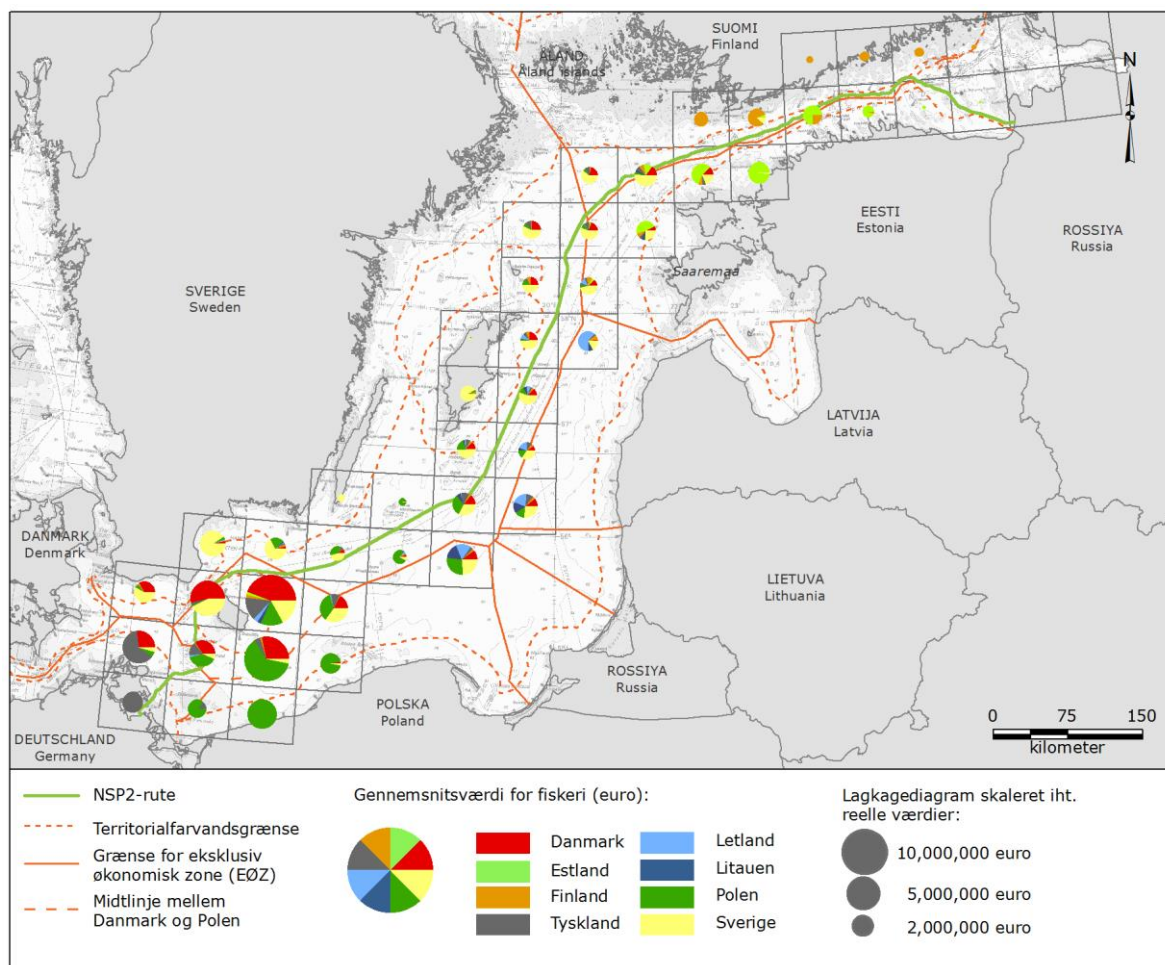 SUOMI
Finland
ÅLAND
Åland islands
N
EESTI
Estonia
ROSSIYA
Russia
SVERIGE
Sweden
Saaremaa
LATVIJA
Latvia
DANMARK
Denmark
LIETUVA
Lithuania
ROSSIYA
Russia
POLSKA
Poland
DEUTSCHLAND
Germany
0 75 150
kilometer
NSP2-rute
Territorialfarvandsgrænse
Grænse for eksklusiv
økonomisk zone (EØZ)
Midtlinje mellem
Danmark og Polen
Gennemsnitsværdi for fiskeri (euro):
Danmark
Estland
Finland
Tyskland
Letland
Litauen
Polen
Sverige
Lagkagediagram skaleret iht.
reelle værdier:
10,000,000 euro
5,000,000 euro
2,000,000 euro